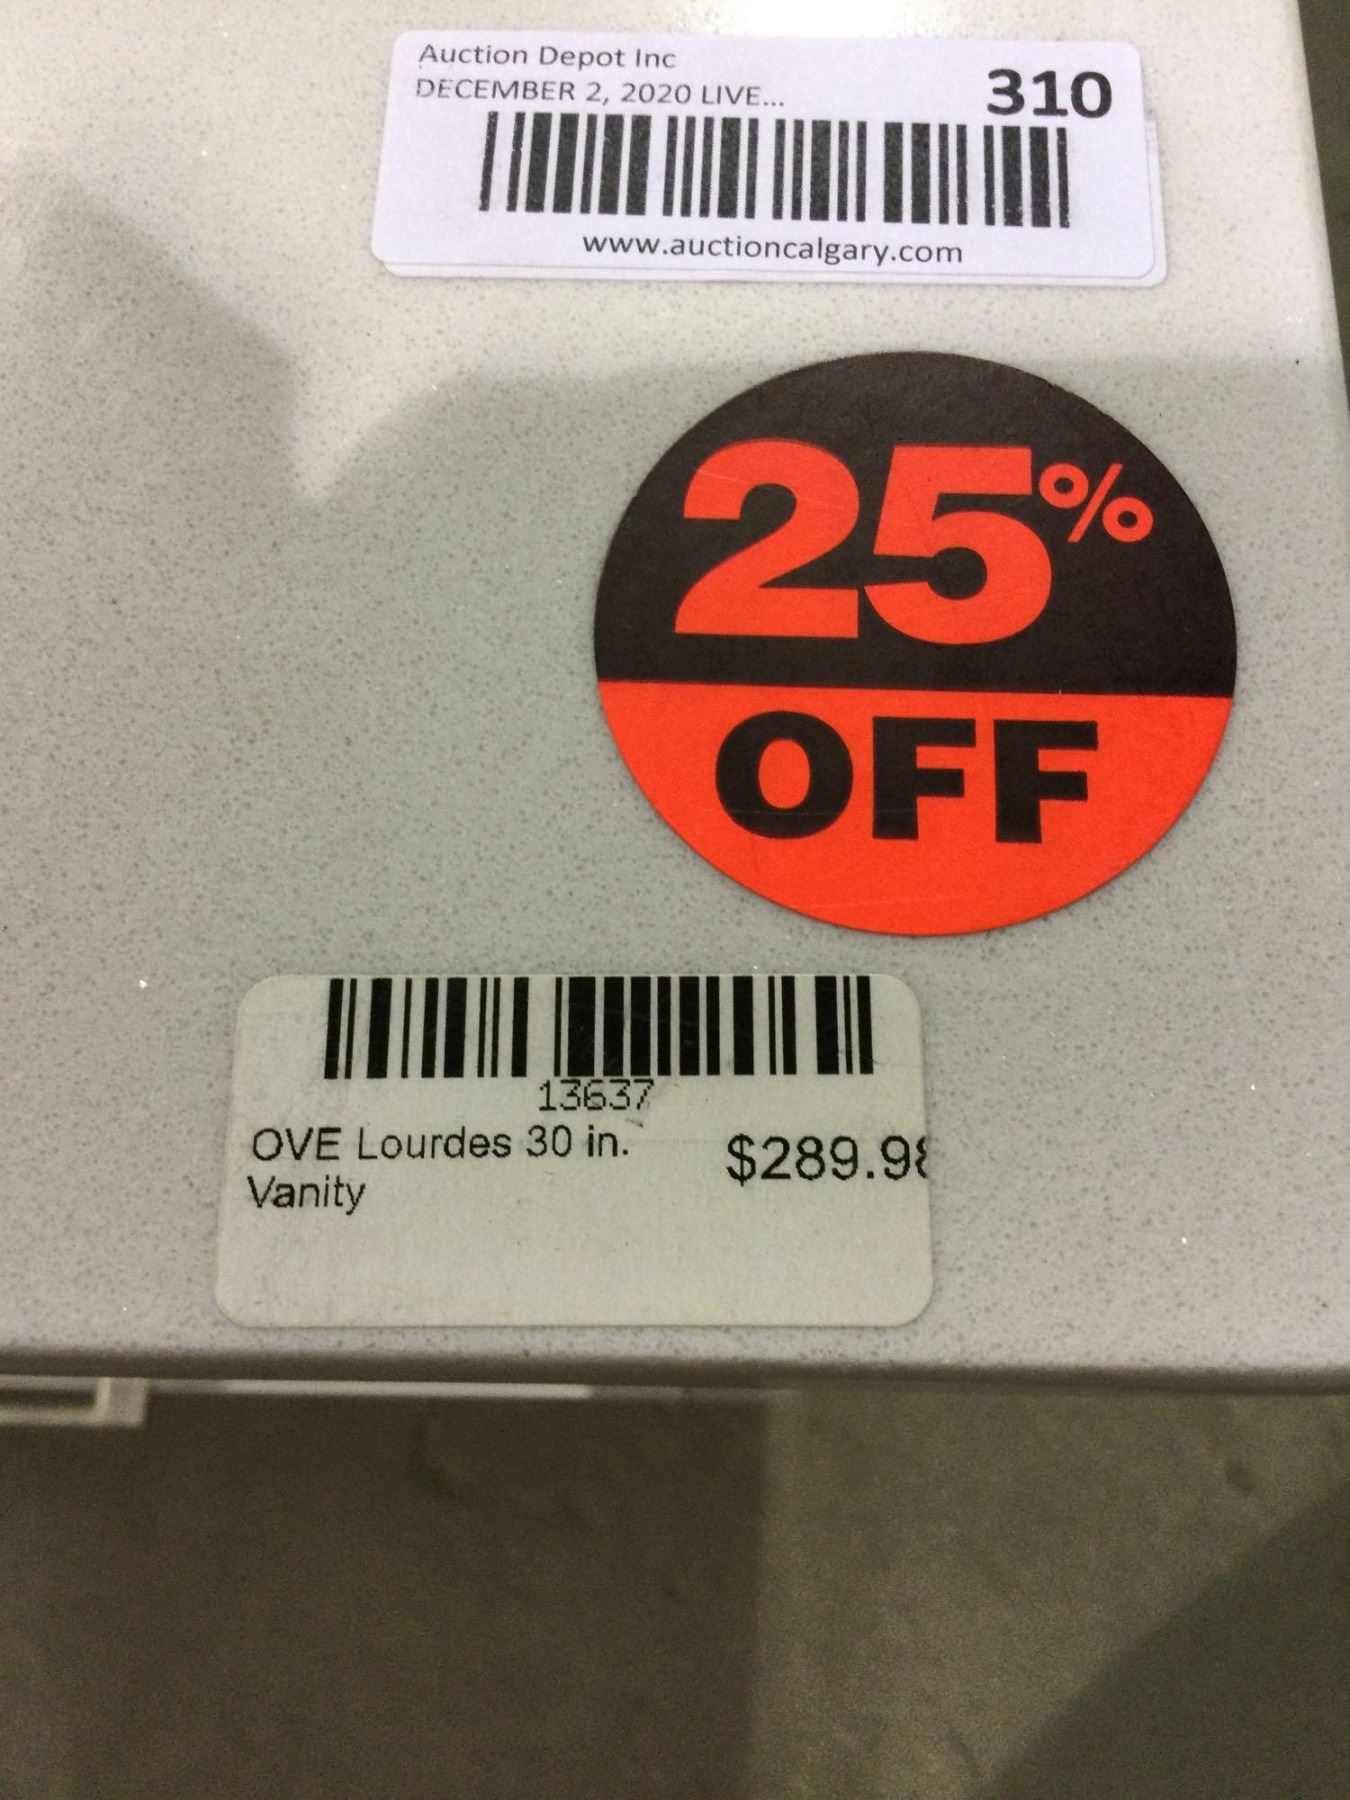 Auction Depot Inc
DECEMBER 2, 2020 LIVE...
310
www.auctioncalgary.com
25%
OFF
13637
OVE Lourdes 30 in.
Vanity
$289.98